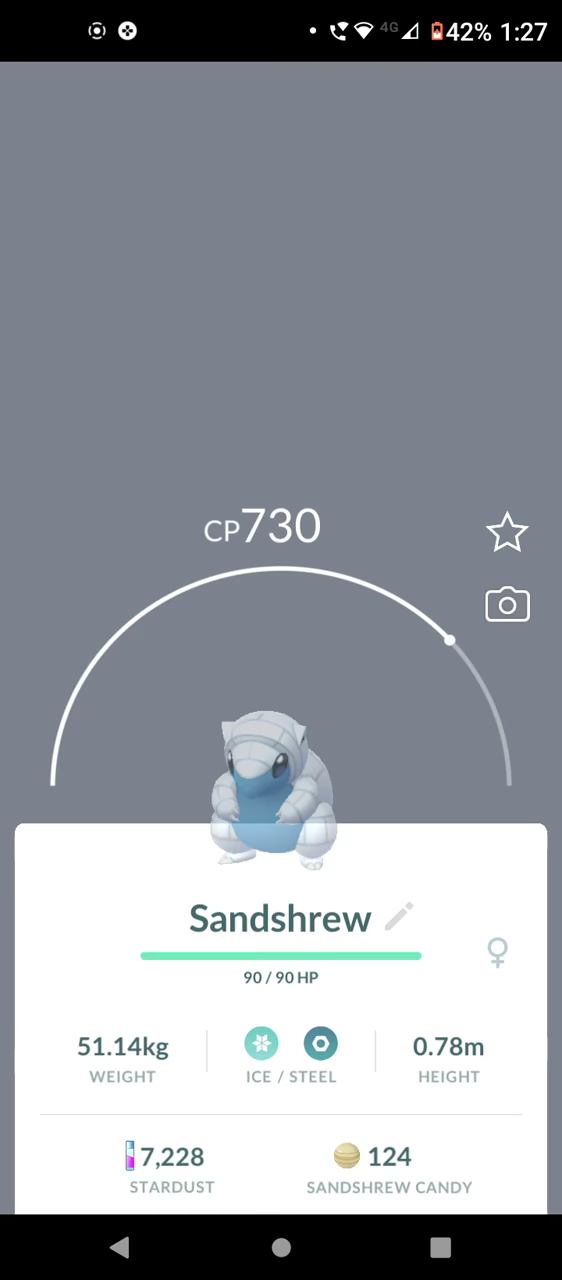 4G 42% 1:27
CP730
Sandshrew
90 / 90 HP
51.14kg
WEIGHT
ICE / STEEL
0.78m
HEIGHT
7,228
STARDUST
124
SANDSHREW CANDY